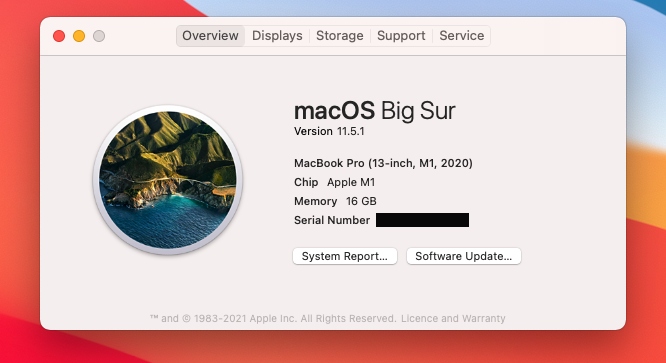 Overview Displays Storage Support Service
macOS Big Sur
Version 11.5.1
MacBook Pro (13-inch, M1, 2020)
Chip Apple M1
Memory 16 GB
Serial Number
System Report... Software Update...
™ and © 1983-2021 Apple Inc. All Rights Reserved. Licence and Warranty